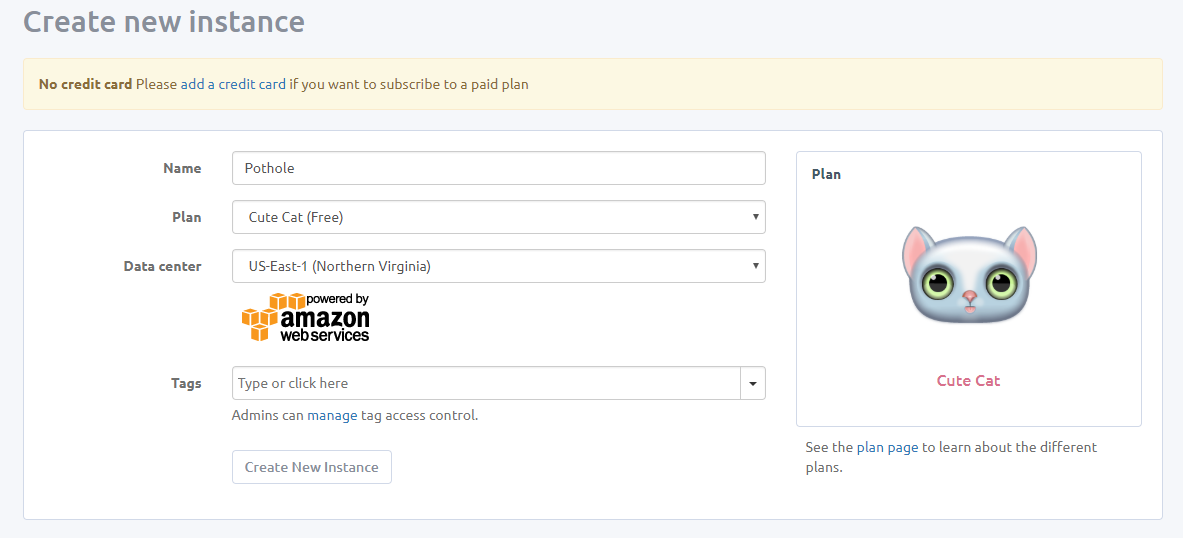 Create new instance
No credit card Please add a credit card if you want to subscribe to a paid plan
Name
Pothole
Plan
Cute Cat (Free)
Data center
US-East-1 (Northern Virginia)
powered by
amazon
webservices
Tags
Type or click here
Admins can manage tag access control.
Create New Instance
Plan
Cute Cat
See the plan page to learn about the different
plans.